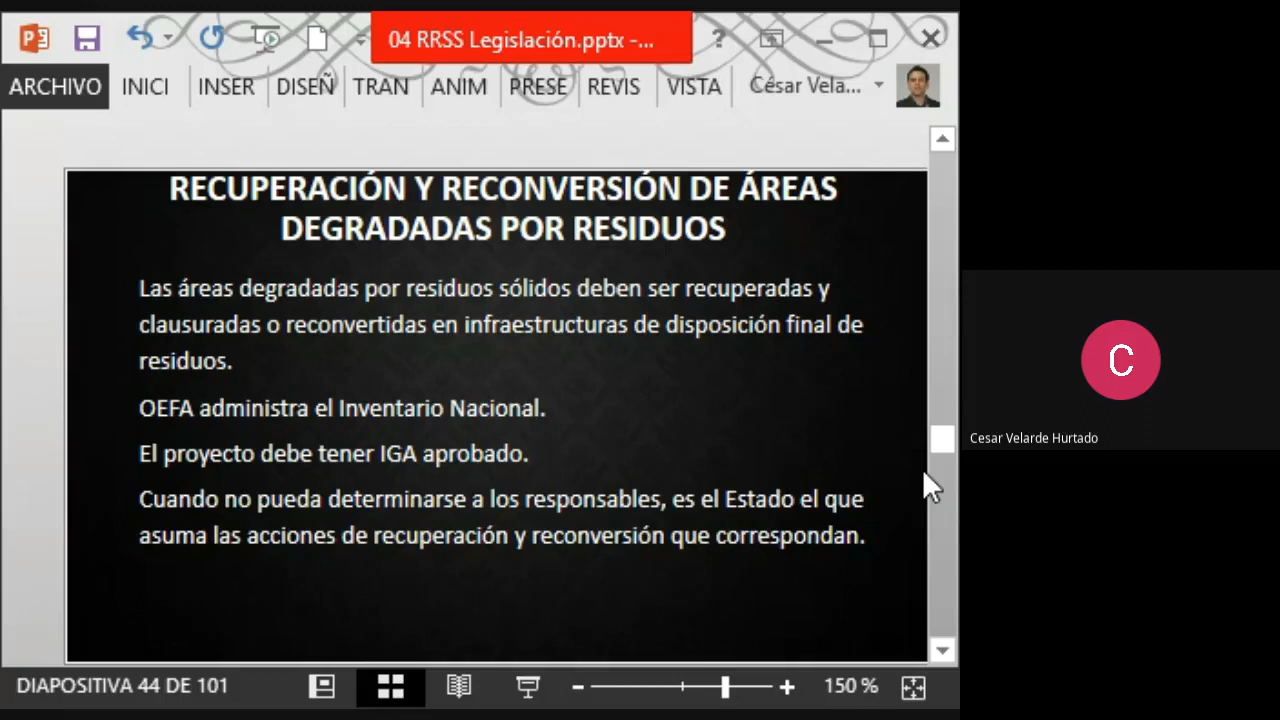 04 RRSS Legislación.pptx -...
?
ARCHIVO INICI INSER DISEÑ TRAN ANIM PRESE REVIS VISTA César Vela...
RECUPERACIÓN Y RECONVERSIÓN DE ÁREAS
DEGRADADAS POR RESIDUOS
Las áreas degradadas por residuos sólidos deben ser recuperadas y
clausuradas o reconvertidas en infraestructuras de disposición final de
residuos.
OEFA administra el Inventario Nacional.
El proyecto debe tener IGA aprobado.
Cuando no pueda determinarse a los responsables, es el Estado el que
asuma las acciones de recuperación y reconversión que correspondan.
C
Cesar Velarde Hurtado
DIAPOSITIVA 44 DE 101
150 %